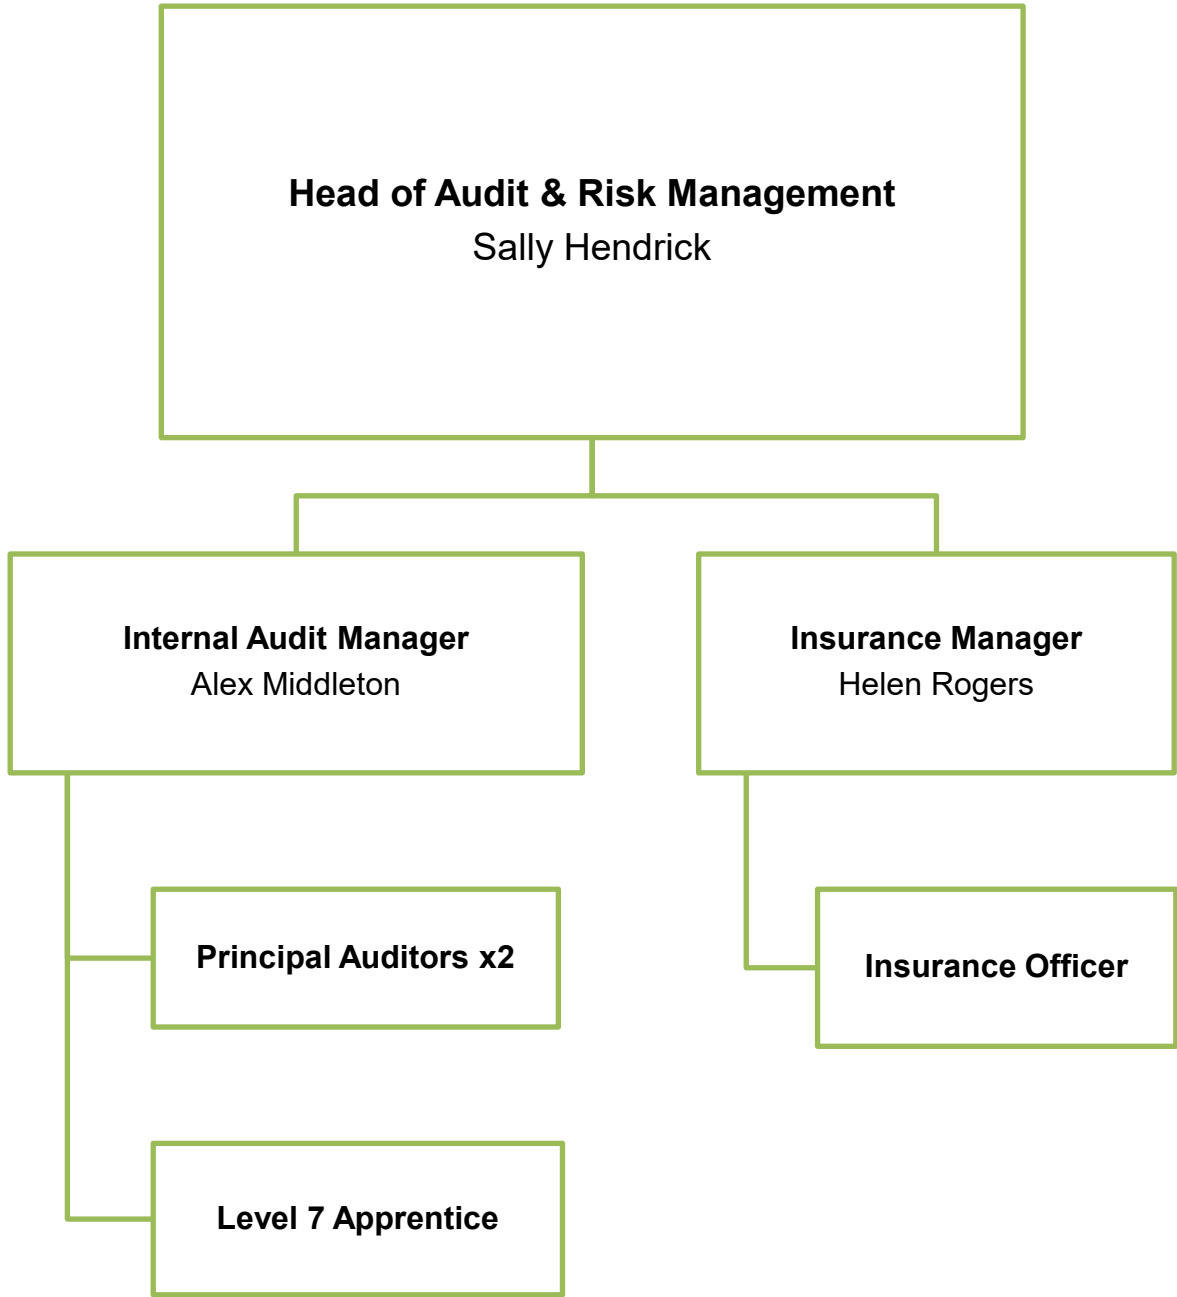 Head of Audit & Risk Management
Sally Hendrick
Internal Audit Manager
Alex Middleton
Insurance Manager
Helen Rogers
Principal Auditors x2
Insurance Officer
Level 7 Apprentice